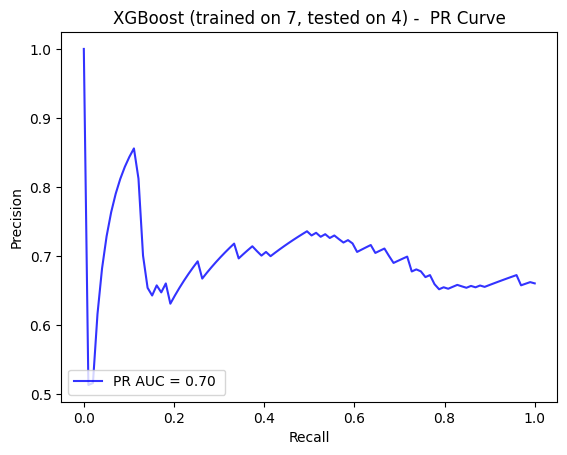 XGBoost (trained on 7, tested on 4) -  PR Curve
1.0
0.9
0.8
0.7
0.6
0.5
Precision
PR AUC = 0.70
0.0 0.2 0.4 0.6 0.8 1.0
Recall